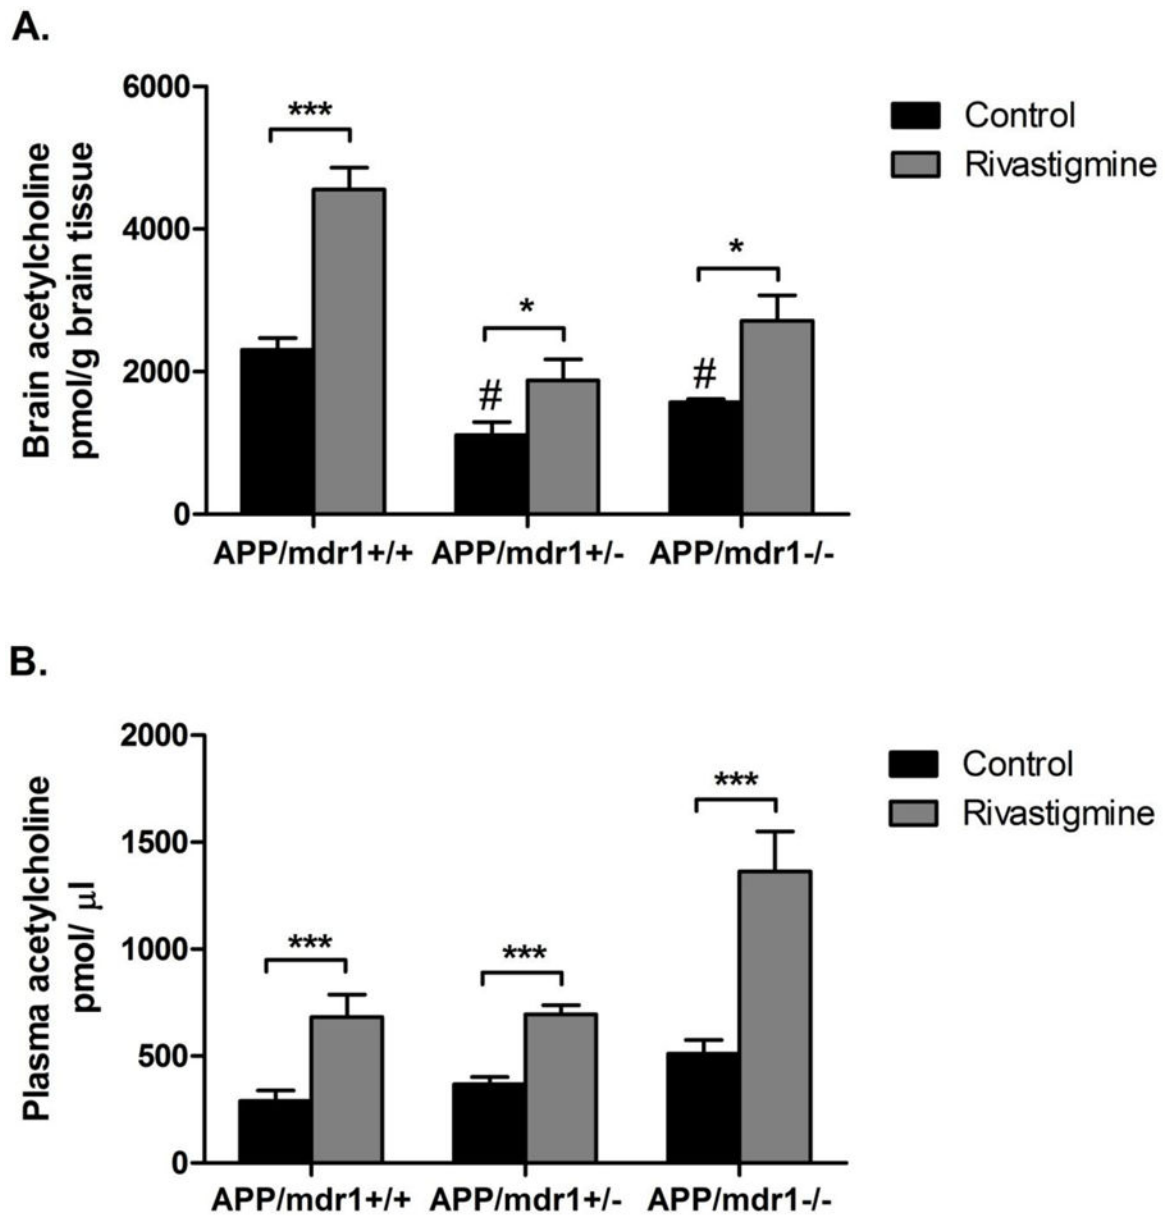 A.
Brain acetylcholine
pmol/g brain tissue
6000
4000
2000
0
***
*
*
#
#
Control
Rivastigmine
APP/mdr1+/+ APP/mdr1+/- APP/mdr1-/-
B.
Plasma acetylcholine
pmol/ μl
2000
1500
1000
500
0
***
***
***
Control
Rivastigmine
APP/mdr1+/+ APP/mdr1+/- APP/mdr1-/-